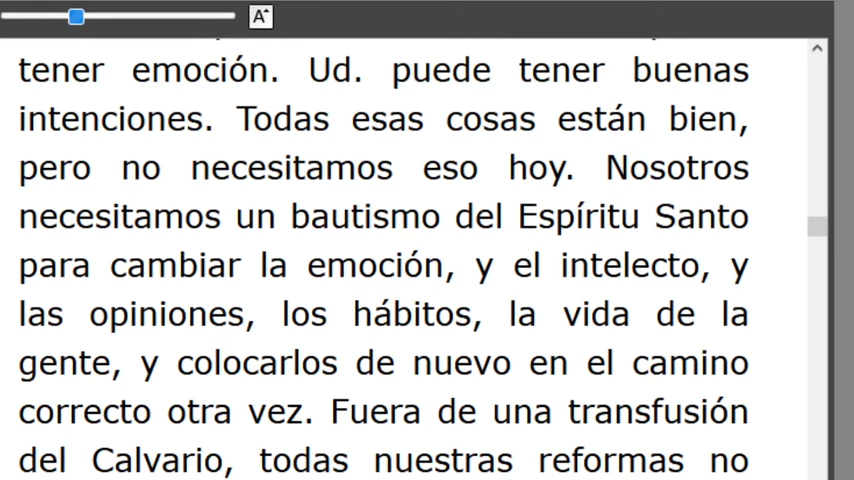 A
tener emoción. Ud. puede tener buenas
intenciones. Todas esas cosas están bien,
pero no necesitamos eso hoy. Nosotros
necesitamos un bautismo del Espíritu Santo
para cambiar la emoción, y el intelecto, y
las opiniones, los hábitos, la vida de la
gente, y colocarlos de nuevo en el camino
correcto otra vez. Fuera de una transfusión
del Calvario, todas nuestras reformas no